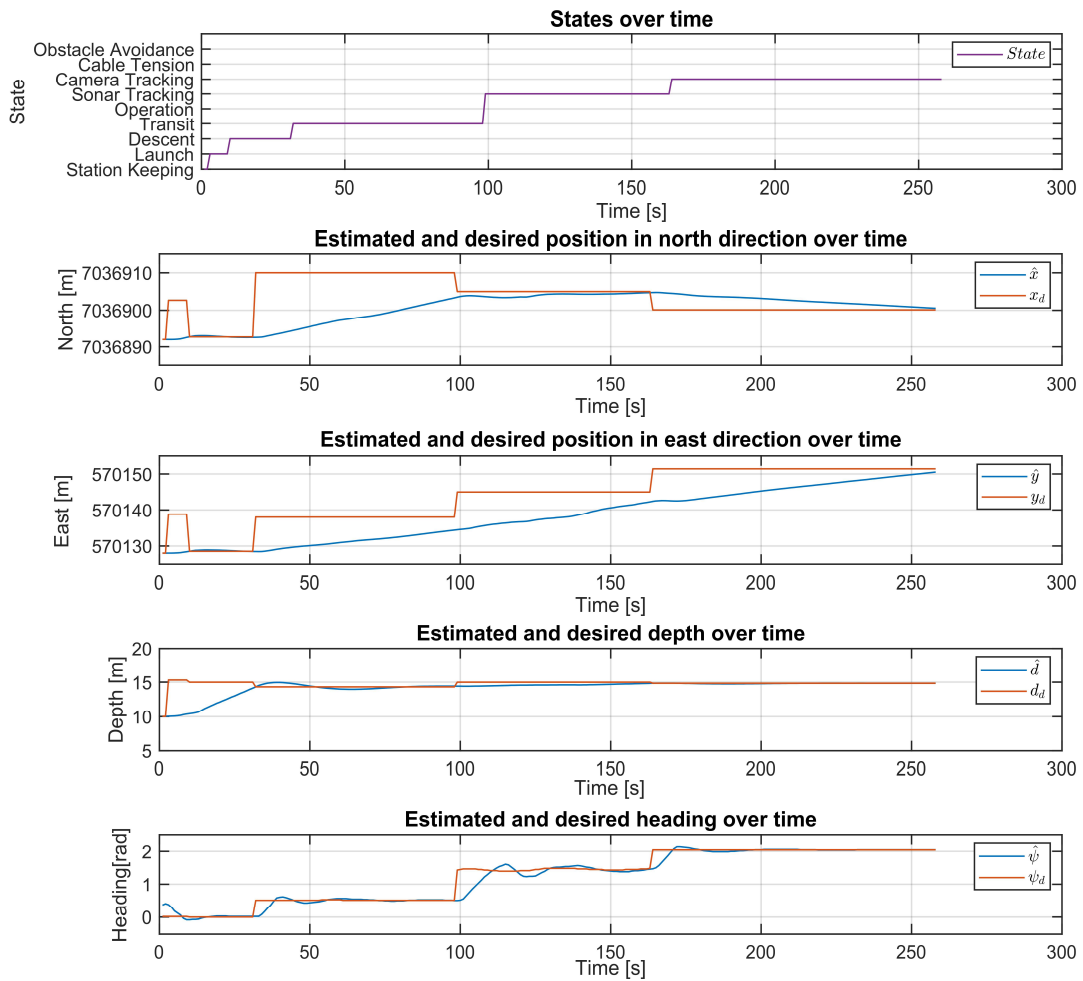 States over time
State
Obstacle Avoidance
Cable Tension
Camera Tracking
Sonar Tracking
Operation
Transit
Descent
Launch
Station Keeping
State
0 50 100 150 200 250 300
Time [s]
Estimated and desired position in north direction over time
North [m]
7036910
7036900
7036890
x̂
x_d
0 50 100 150 200 250 300
Time [s]
Estimated and desired position in east direction over time
East [m]
570150
570140
570130
ŷ
y_d
0 50 100 150 200 250 300
Time [s]
Estimated and desired depth over time
Depth [m]
20
15
10
5
d̂
d_d
0 50 100 150 200 250 300
Time [s]
Estimated and desired heading over time
Heading[rad]
2
1
0
ψ̂
ψ_d
0 50 100 150 200 250 300
Time [s]